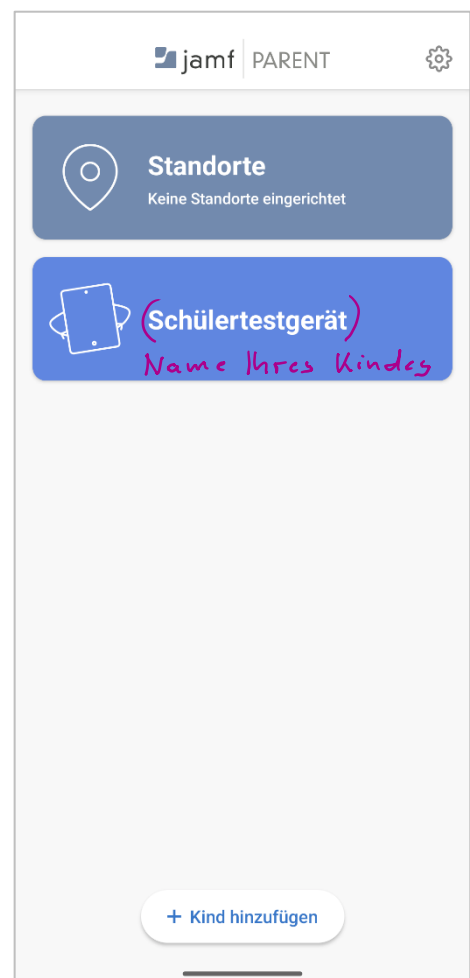 jamf PARENT
Standorte
Keine Standorte eingerichtet
(Schülertestgerät)
Name Ihres Kindes
+ Kind hinzufügen